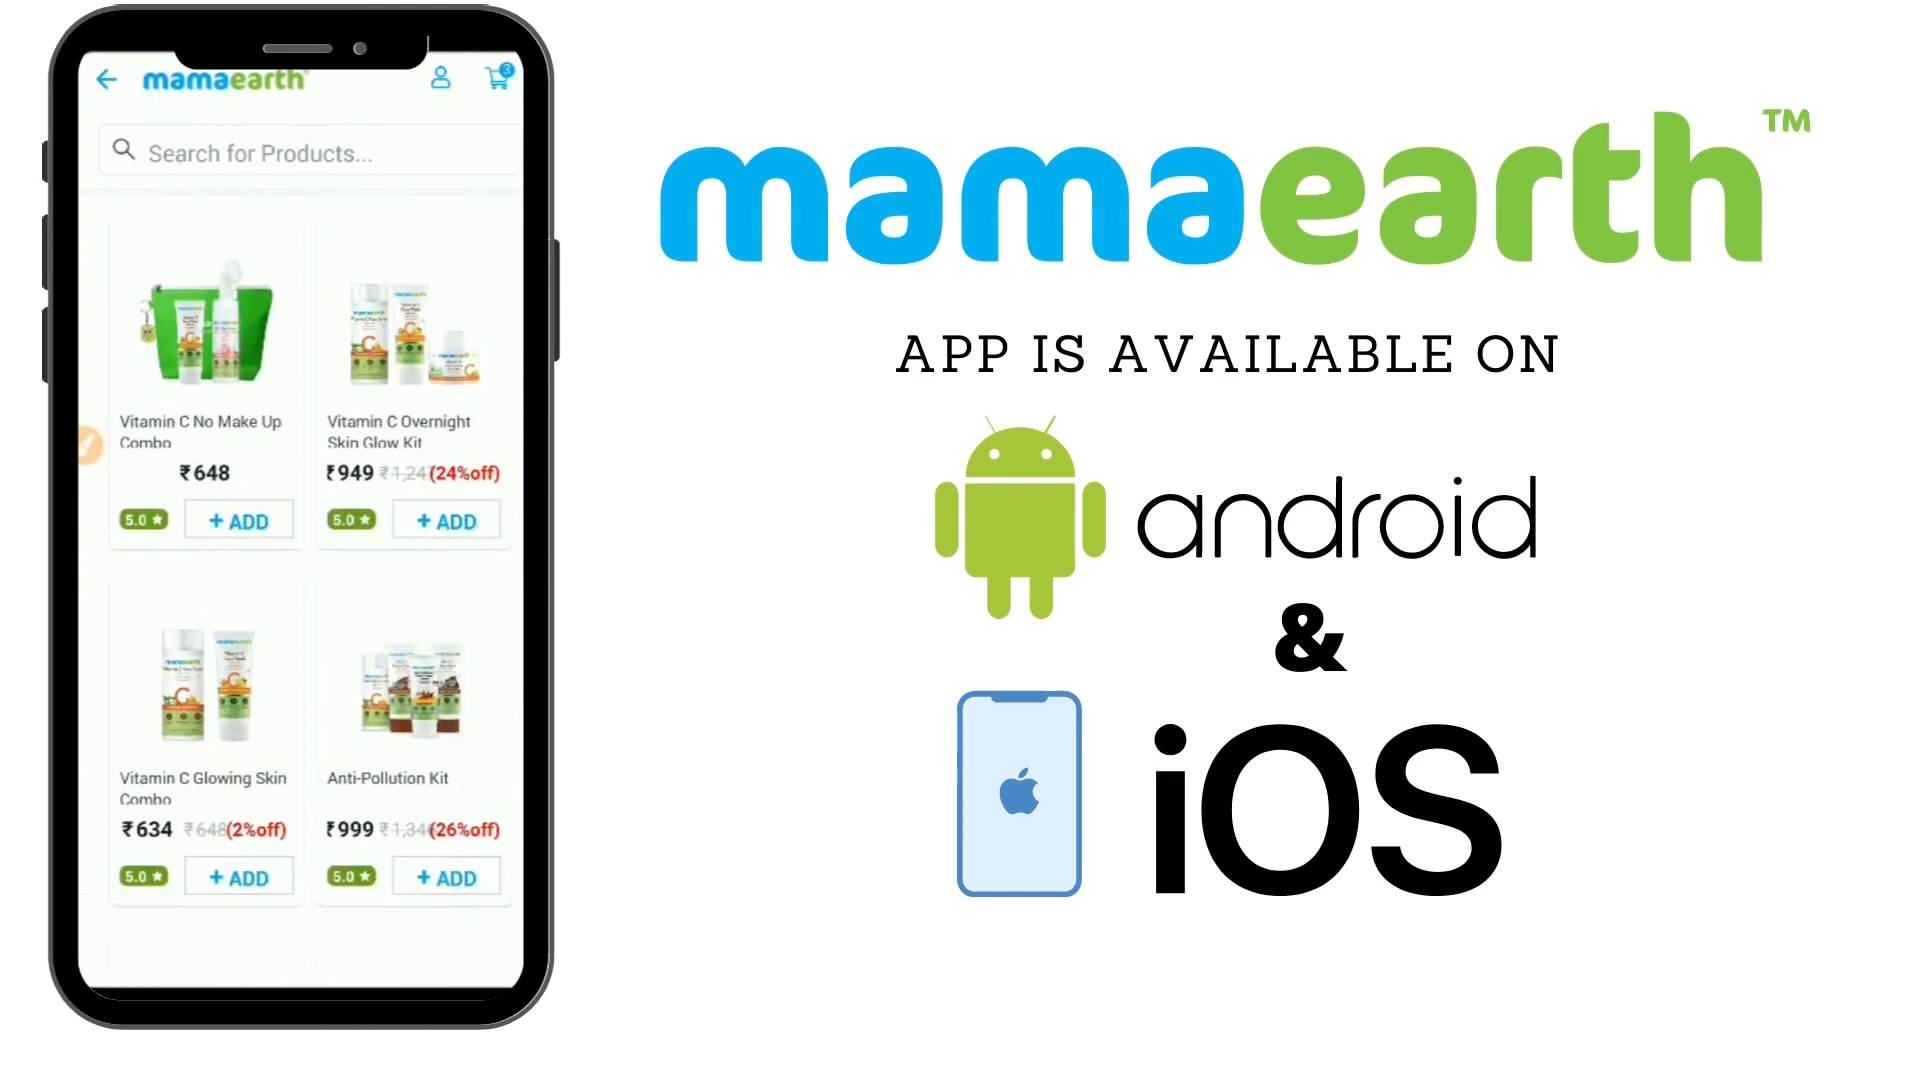 mamaearth
3
Search for Products...
Vitamin C No Make Up
Combo
₹648
5.0 ★
+ ADD
Vitamin C Overnight
Skin Glow Kit
₹949 (24%off)
5.0 ★
+ ADD
Vitamin C Glowing Skin
Combo
₹634 ₹648 (2%off)
5.0 ★
+ ADD
Anti-Pollution Kit
₹999 (26%off)
5.0 ★
+ ADD
mamaearth™
APP IS AVAILABLE ON
android
&
iOS